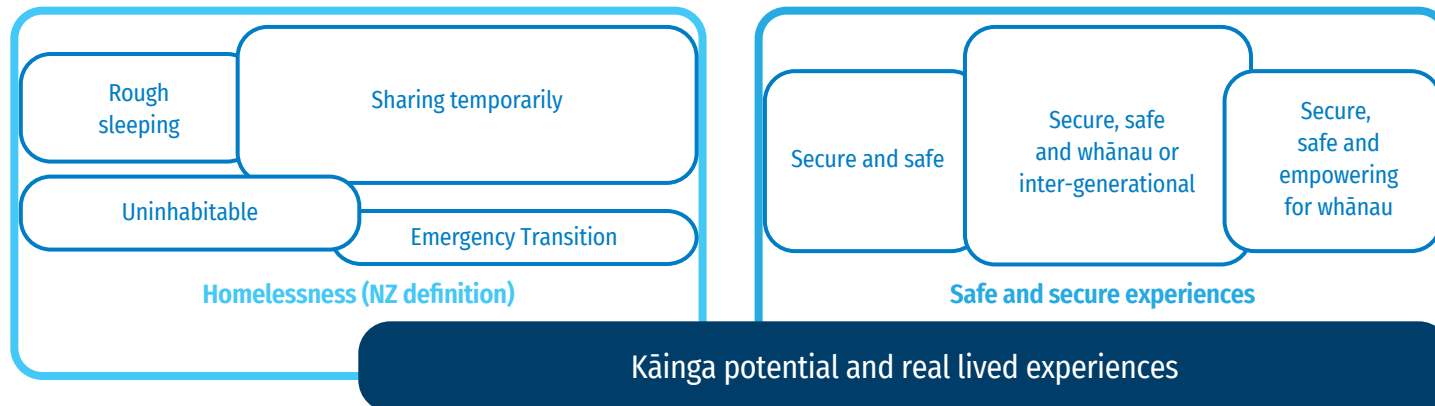 Rough
sleeping
Sharing temporarily
Uninhabitable
Emergency Transition
Homelessness (NZ definition)
Secure and safe
Secure, safe
and whānau or
inter-generational
Secure,
safe and
empowering
for whānau
Safe and secure experiences
Kāinga potential and real lived experiences